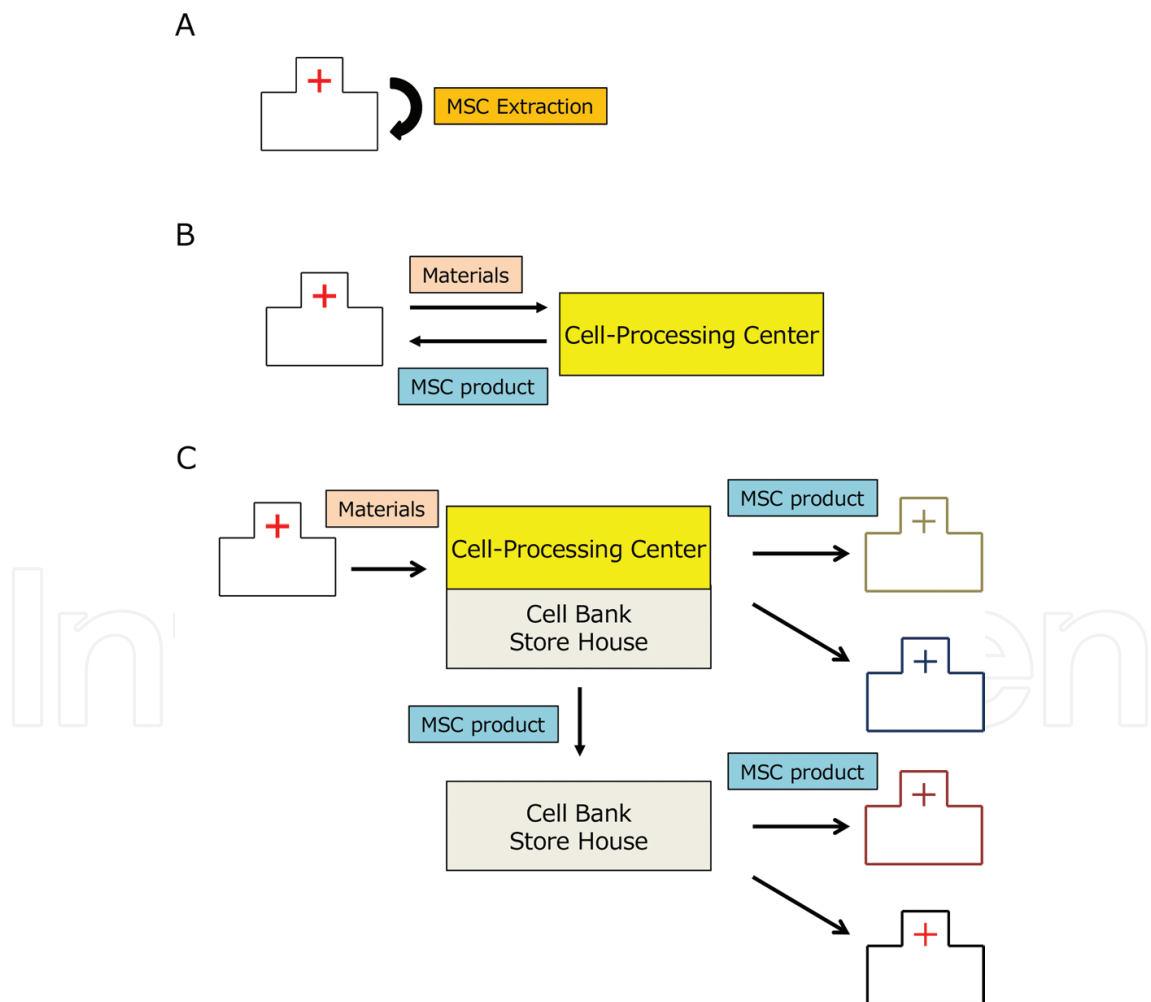 A
MSC Extraction
B
Materials
Cell-Processing Center
MSC product
C
Materials
MSC product
Cell-Processing Center
Cell Bank
Store House
MSC product
MSC product
Cell Bank
Store House